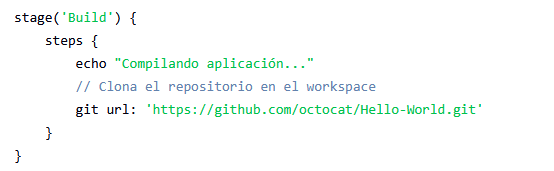 stage('Build') {
    steps {
        echo "Compilando aplicación..."
        // Clona el repositorio en el workspace
        git url: 'https://github.com/octocat/Hello-World.git'
    }
}